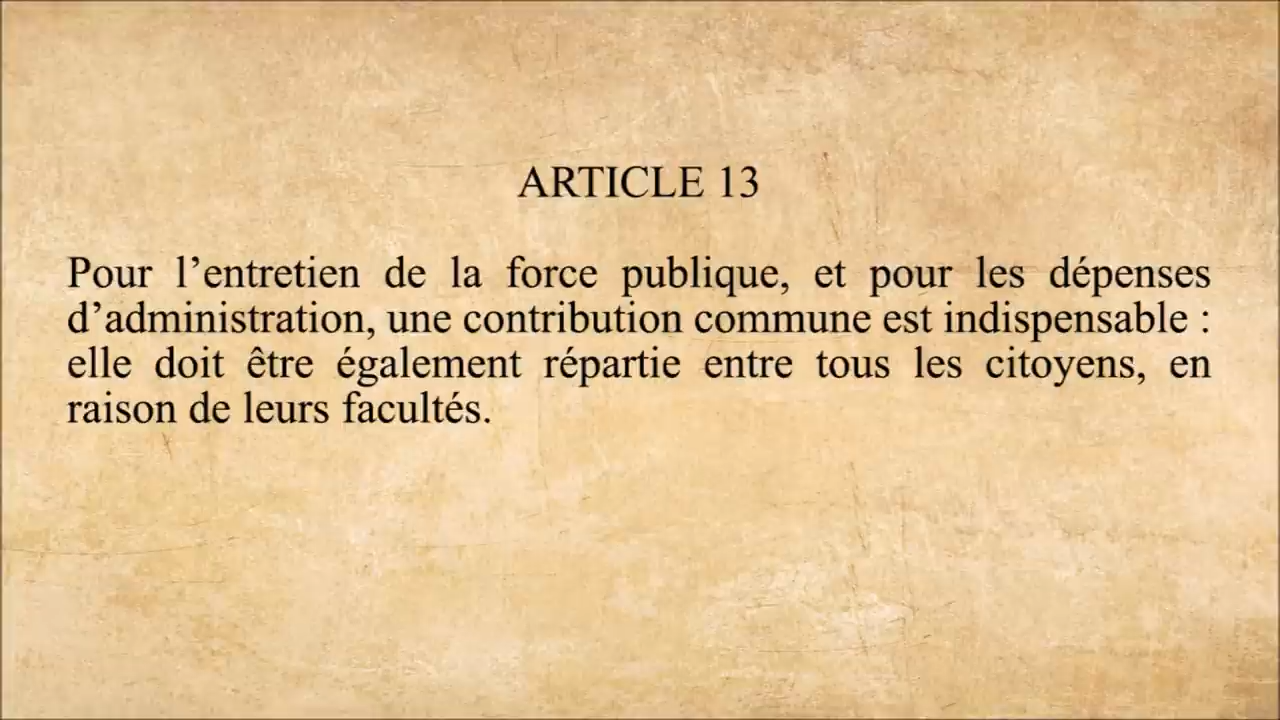 ARTICLE 13
Pour l’entretien de la force publique, et pour les dépenses
d’administration, une contribution commune est indispensable :
elle doit être également répartie entre tous les citoyens, en
raison de leurs facultés.